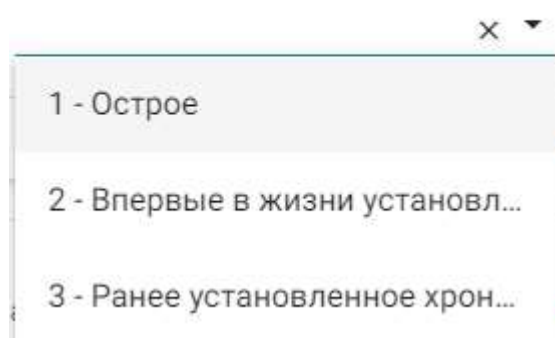 1 - Острое
2 - Впервые в жизни установл...
3 - Ранее установленное хрон...